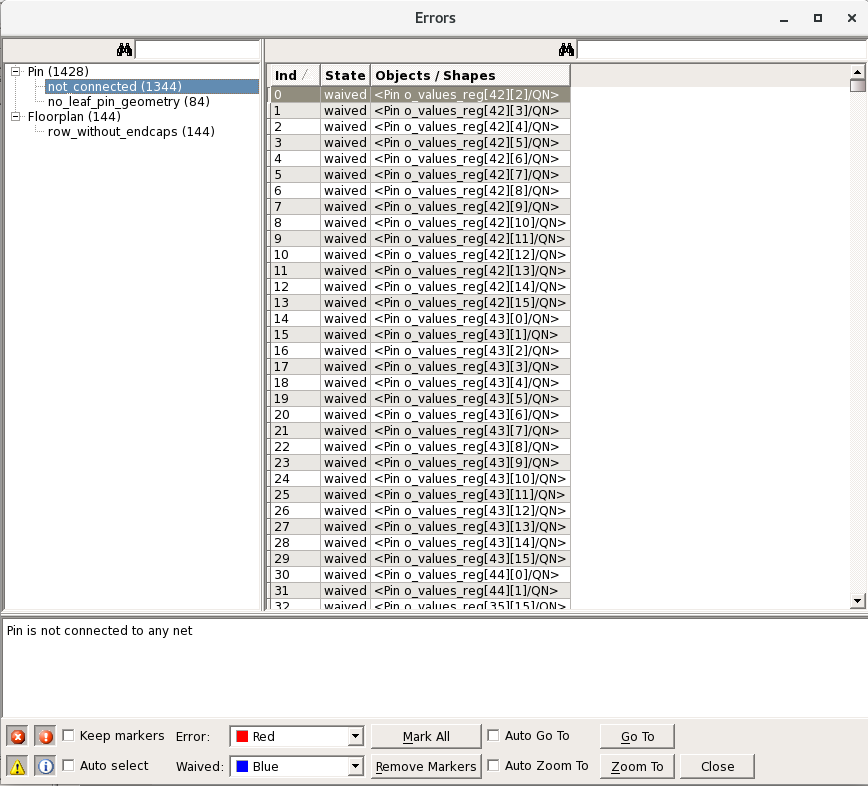 Errors
Pin (1428)
not_connected (1344)
no_leaf_pin_geometry (84)
Floorplan (144)
row_without_endcaps (144)
Ind State Objects / Shapes
0 waived <Pin o_values_reg[42][2]/QN>
1 waived <Pin o_values_reg[42][3]/QN>
2 waived <Pin o_values_reg[42][4]/QN>
3 waived <Pin o_values_reg[42][5]/QN>
4 waived <Pin o_values_reg[42][6]/QN>
5 waived <Pin o_values_reg[42][7]/QN>
6 waived <Pin o_values_reg[42][8]/QN>
7 waived <Pin o_values_reg[42][9]/QN>
8 waived <Pin o_values_reg[42][10]/QN>
9 waived <Pin o_values_reg[42][11]/QN>
10 waived <Pin o_values_reg[42][12]/QN>
11 waived <Pin o_values_reg[42][13]/QN>
12 waived <Pin o_values_reg[42][14]/QN>
13 waived <Pin o_values_reg[42][15]/QN>
14 waived <Pin o_values_reg[43][0]/QN>
15 waived <Pin o_values_reg[43][1]/QN>
16 waived <Pin o_values_reg[43][2]/QN>
17 waived <Pin o_values_reg[43][3]/QN>
18 waived <Pin o_values_reg[43][4]/QN>
19 waived <Pin o_values_reg[43][5]/QN>
20 waived <Pin o_values_reg[43][6]/QN>
21 waived <Pin o_values_reg[43][7]/QN>
22 waived <Pin o_values_reg[43][8]/QN>
23 waived <Pin o_values_reg[43][9]/QN>
24 waived <Pin o_values_reg[43][10]/QN>
25 waived <Pin o_values_reg[43][11]/QN>
26 waived <Pin o_values_reg[43][12]/QN>
27 waived <Pin o_values_reg[43][13]/QN>
28 waived <Pin o_values_reg[43][14]/QN>
29 waived <Pin o_values_reg[43][15]/QN>
30 waived <Pin o_values_reg[44][0]/QN>
31 waived <Pin o_values_reg[44][1]/QN>
32 waived <Pin o_values_reg[35][15]/QN>
Pin is not connected to any net
Keep markers Error: Red Mark All Auto Go To Go To
Auto select Waived: Blue Remove Markers Auto Zoom To Zoom To Close